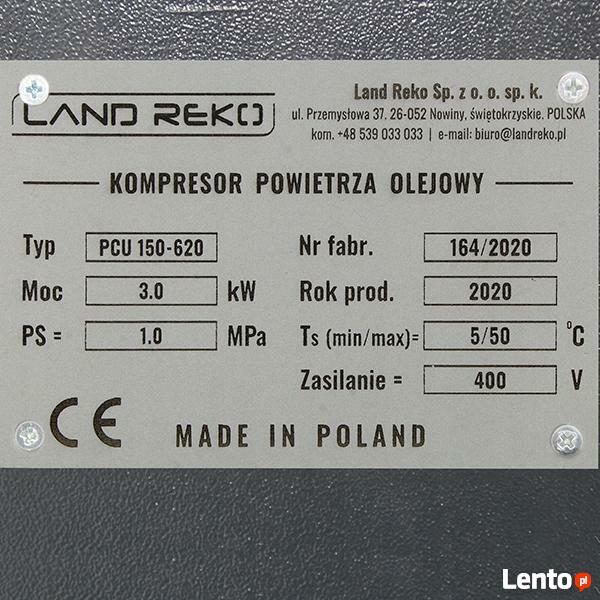 LAND REKO
Land Reko Sp. z o. o. sp. k.
ul. Przemysłowa 37, 26-052 Nowiny, świętokrzyskie, POLSKA
kom. +48 539 033 033 | e-mail: biuro@landreko.pl
KOMPRESOR POWIETRZA OLEJOWY
Typ PCU 150-620 Nr fabr. 164/2020
Moc 3.0 kW Rok prod. 2020
PS = 1.0 MPa Ts (min/max)= 5/50 °C
Zasilanie = 400 V
CE MADE IN POLAND
Lento.pl